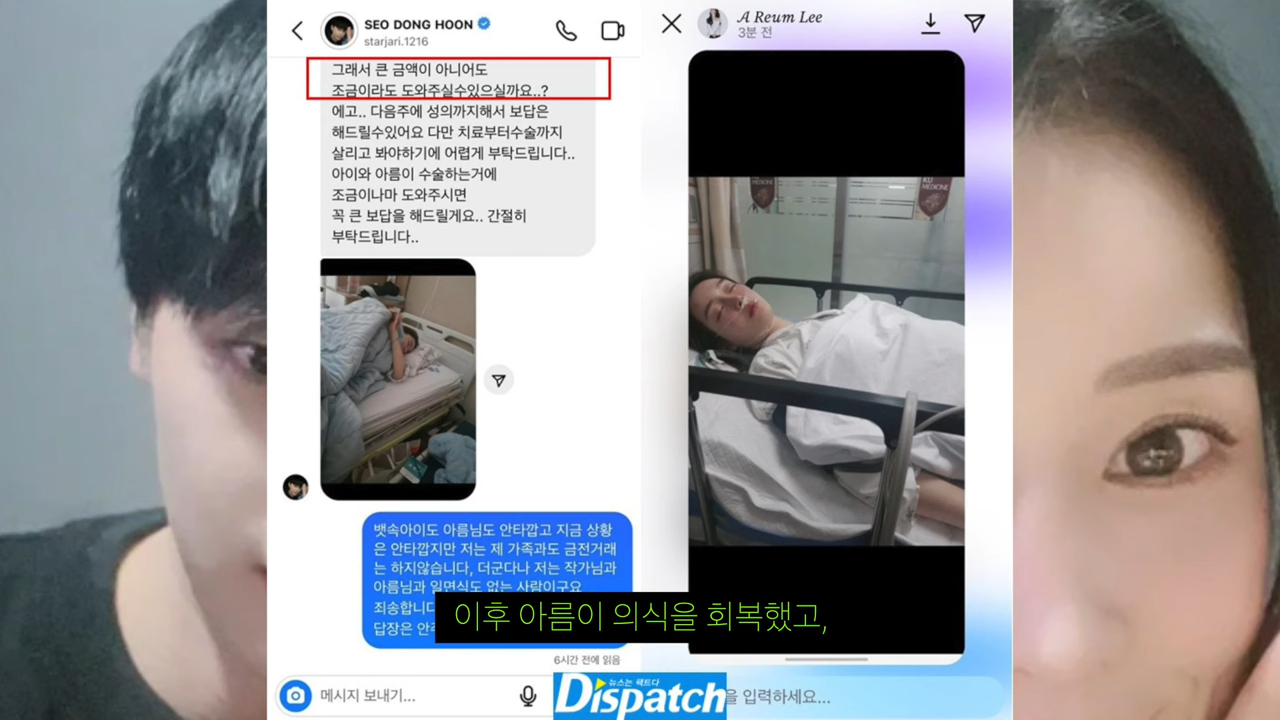 SEO DONG HOON
starjari.1216
그래서 큰 금액이 아니어도
조금이라도 도와주실수있으실까요..?
에고.. 다음주에 성의까지해서 보답은
해드릴수있어요 다만 치료부터수술까지
살리고 봐야하기에 어렵게 부탁드립니다..
아이와 아름이 수술하는거에
조금이나마 도와주시면
꼭 큰 보답을 해드릴게요.. 간절히
부탁드립니다..
뱃속아이도 아름님도 안타깝고 지금 상황
은 안타깝지만 저는 제 가족과도 금전거래
는 하지않습니다, 더군다나 저는 작가님과
아름님과 일면식도 없는 사람이구요
죄송합니다
답장은 안
6시간 전에 읽음
메시지 보내기...
A Reum Lee
3분 전
KU
MEDICINE
KU
MEDICINE
을 입력하세요...
이후 아름이 의식을 회복했고,
뉴스는 팩트다
Dispatch